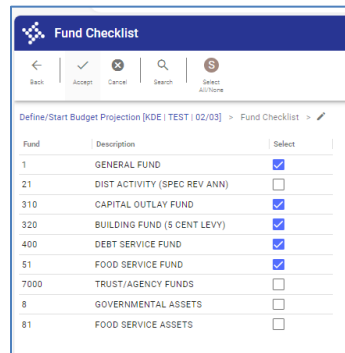 Fund Checklist
Back Accept Cancel Search S Select All/None
Define/Start Budget Projection [KDE | TEST | 02/03] > Fund Checklist >
Fund Description Select
1 GENERAL FUND
21 DIST ACTIVITY (SPEC REV ANN)
310 CAPITAL OUTLAY FUND
320 BUILDING FUND (5 CENT LEVY)
400 DEBT SERVICE FUND
51 FOOD SERVICE FUND
7000 TRUST/AGENCY FUNDS
8 GOVERNMENTAL ASSETS
81 FOOD SERVICE ASSETS